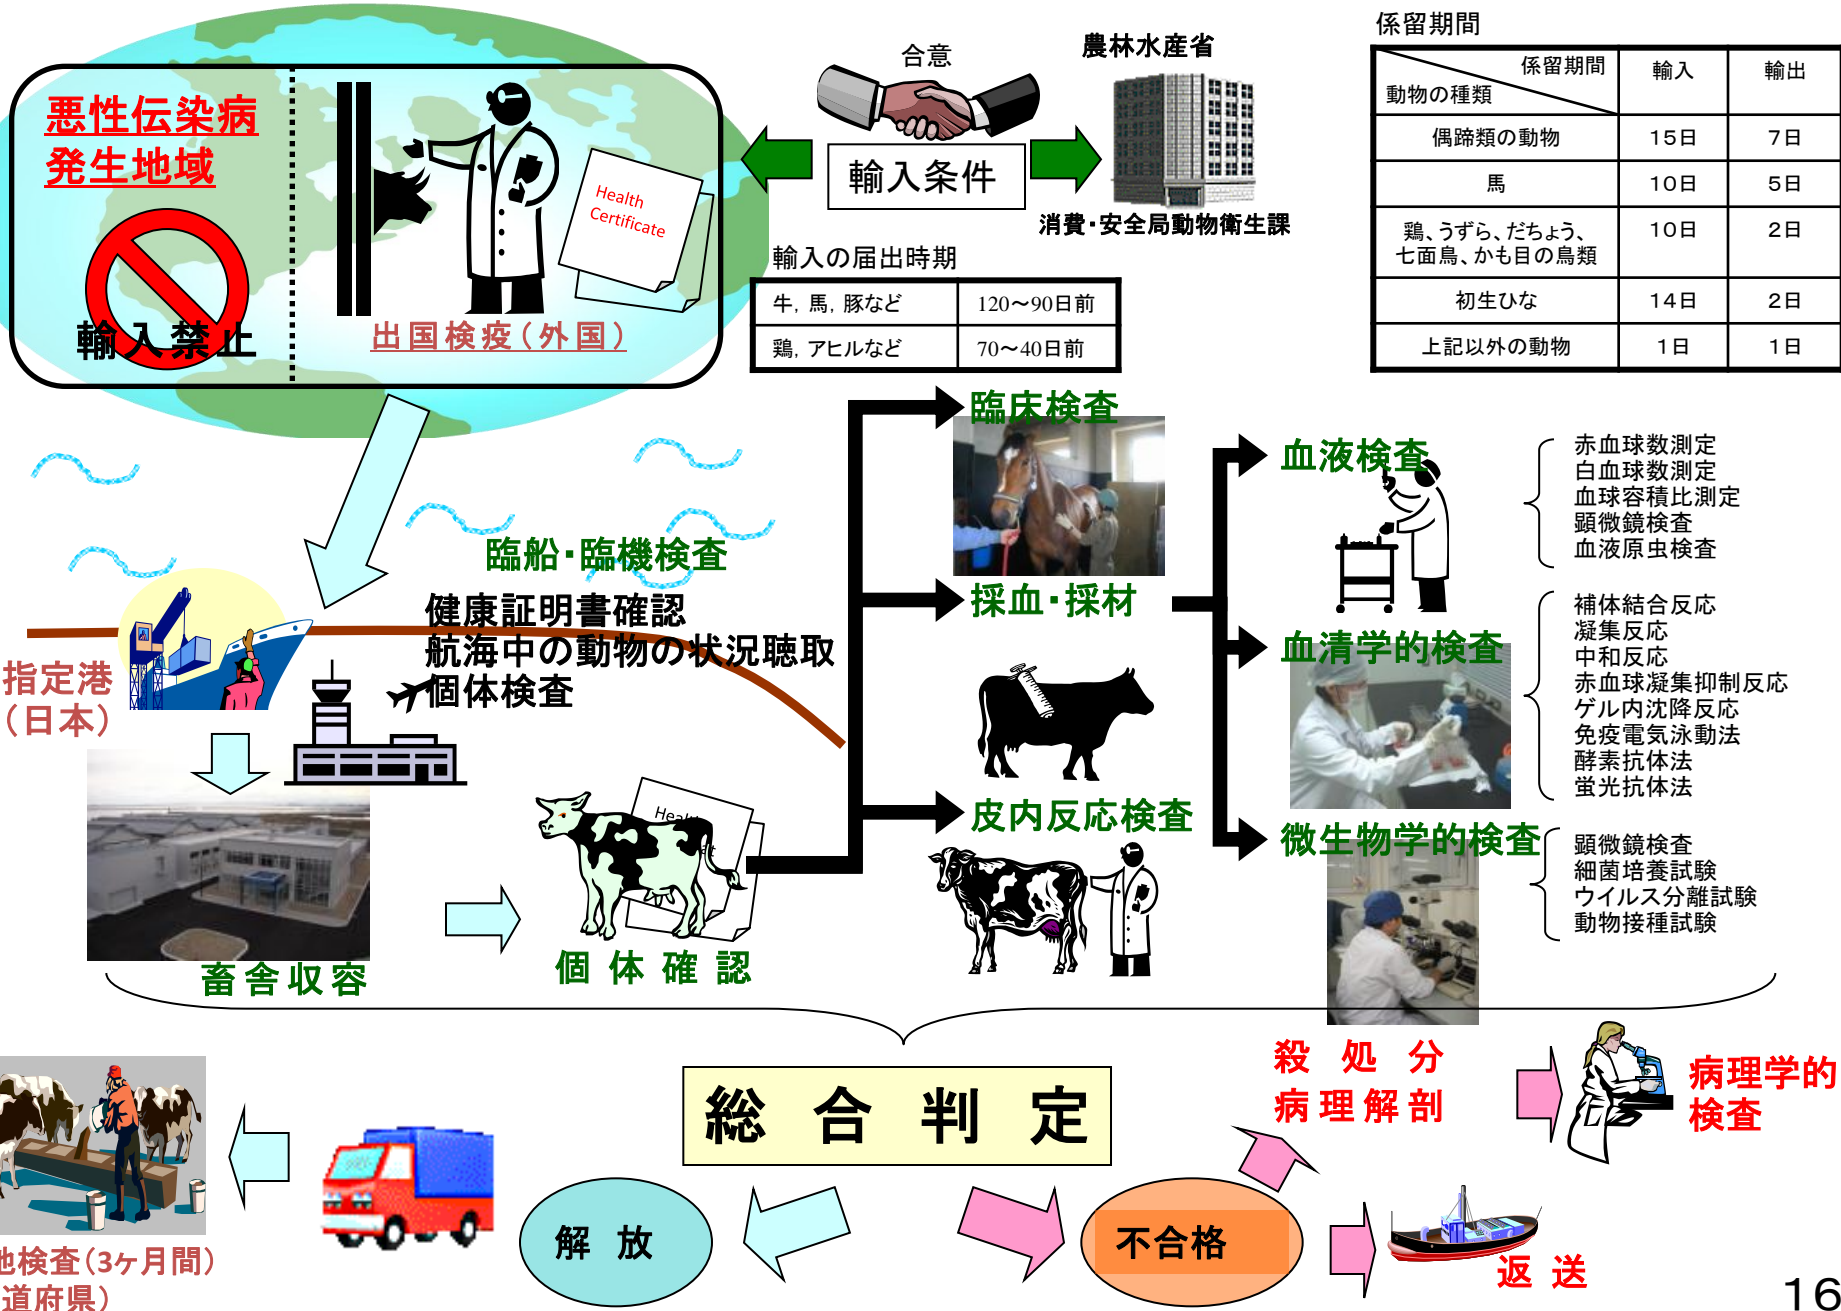 悪性伝染病
発生地域
輸入禁止
Health
Certificate
出国検疫(外国)
合意
輸入条件
農林水産省
消費・安全局動物衛生課
輸入の届出時期
牛, 馬, 豚など 120～90日前
鶏, アヒルなど 70～40日前
係留期間
係留期間 輸入 輸出
動物の種類
偶蹄類の動物 15日 7日
馬 10日 5日
鶏、うずら、だちょう、 10日 2日
七面鳥、かも目の鳥類
初生ひな 14日 2日
上記以外の動物 1日 1日
臨船・臨機検査
健康証明書確認
航海中の動物の状況聴取
個体検査
指定港
(日本)
畜舎収容
個体確認
臨床検査
採血・採材
皮内反応検査
血液検査
赤血球数測定
白血球数測定
血球容積比測定
顕微鏡検査
血液原虫検査
血清学的検査
補体結合反応
凝集反応
中和反応
赤血球凝集抑制反応
ゲル内沈降反応
免疫電気泳動法
酵素抗体法
蛍光抗体法
微生物学的検査
顕微鏡検査
細菌培養試験
ウイルス分離試験
動物接種試験
総合判定
解放
不合格
殺処分
病理解剖
病理学的
検査
返送
地検査(3ヶ月間)
道府県)
16